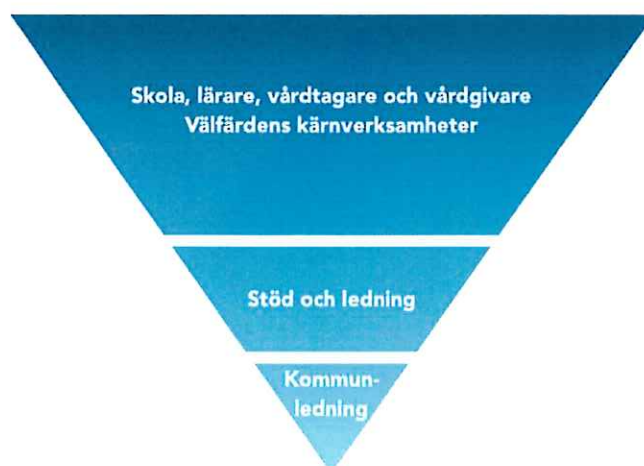 Skola, lärare, vårdtagare och vårdgivare
Välfärdens kärnverksamheter
Stöd och ledning
Kommun-
ledning